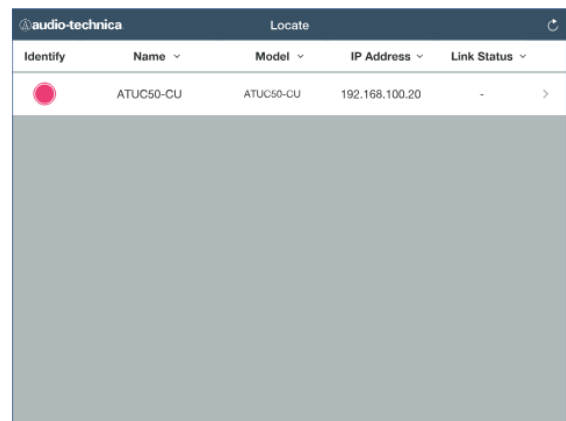 audio-technica Locate
Identify Name Model IP Address Link Status
ATUC50-CU ATUC50-CU 192.168.100.20 -